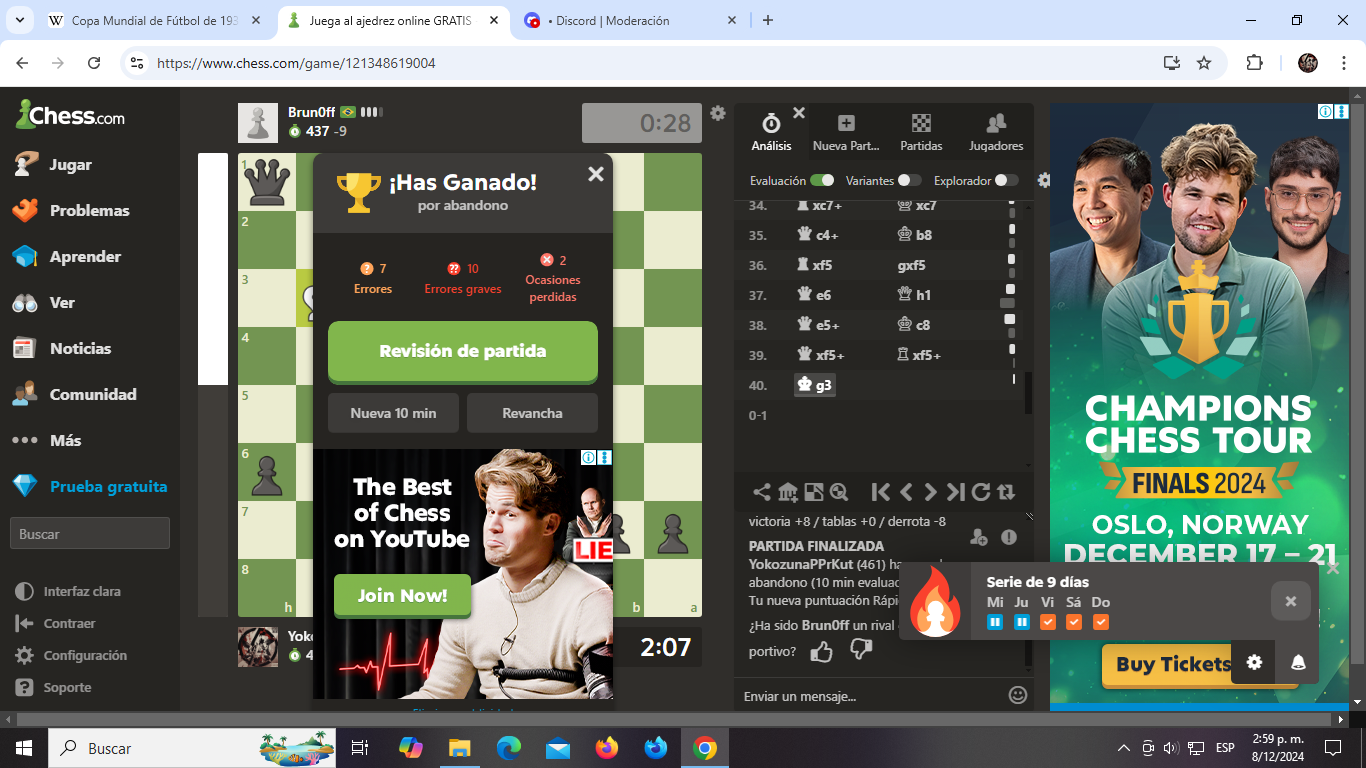 Copa Mundial de Fútbol de 193
Juega al ajedrez online GRATIS
• Discord | Moderación
https://www.chess.com/game/121348619004
Chess.com
Jugar
Problemas
Aprender
Ver
Noticias
Comunidad
Más
Prueba gratuita
Buscar
Interfaz clara
Contraer
Configuración
Soporte
Brun0ff
437 -9
0:28
1
2
3
4
5
6
7
8
h
b
a
¡Has Ganado!
por abandono
7
Errores
10
Errores graves
2
Ocasiones
perdidas
Revisión de partida
Nueva 10 min
Revancha
The Best
of Chess
on YouTube
LIE
Join Now!
Yoko
4
2:07
Análisis
Nueva Part...
Partidas
Jugadores
Evaluación
Variantes
Explorador
34. xc7+ xc7
35. c4+ b8
36. xf5 gxf5
37. e6 h1
38. e5+ c8
39. xf5+ xf5+
40. g3
0-1
victoria +8 / tablas +0 / derrota -8
PARTIDA FINALIZADA
YokozunaPPrKut (461) ha
abandono (10 min evaluac
Tu nueva puntuación Rápi
¿Ha sido Brun0ff un rival
portivo?
Enviar un mensaje...
Serie de 9 días
Mi Ju Vi Sá Do
CHAMPIONS
CHESS TOUR
FINALS 2024
OSLO, NORWAY
DECEMBER 17 – 21
Buy Tickets
Buscar
ESP
2:59 p. m.
8/12/2024